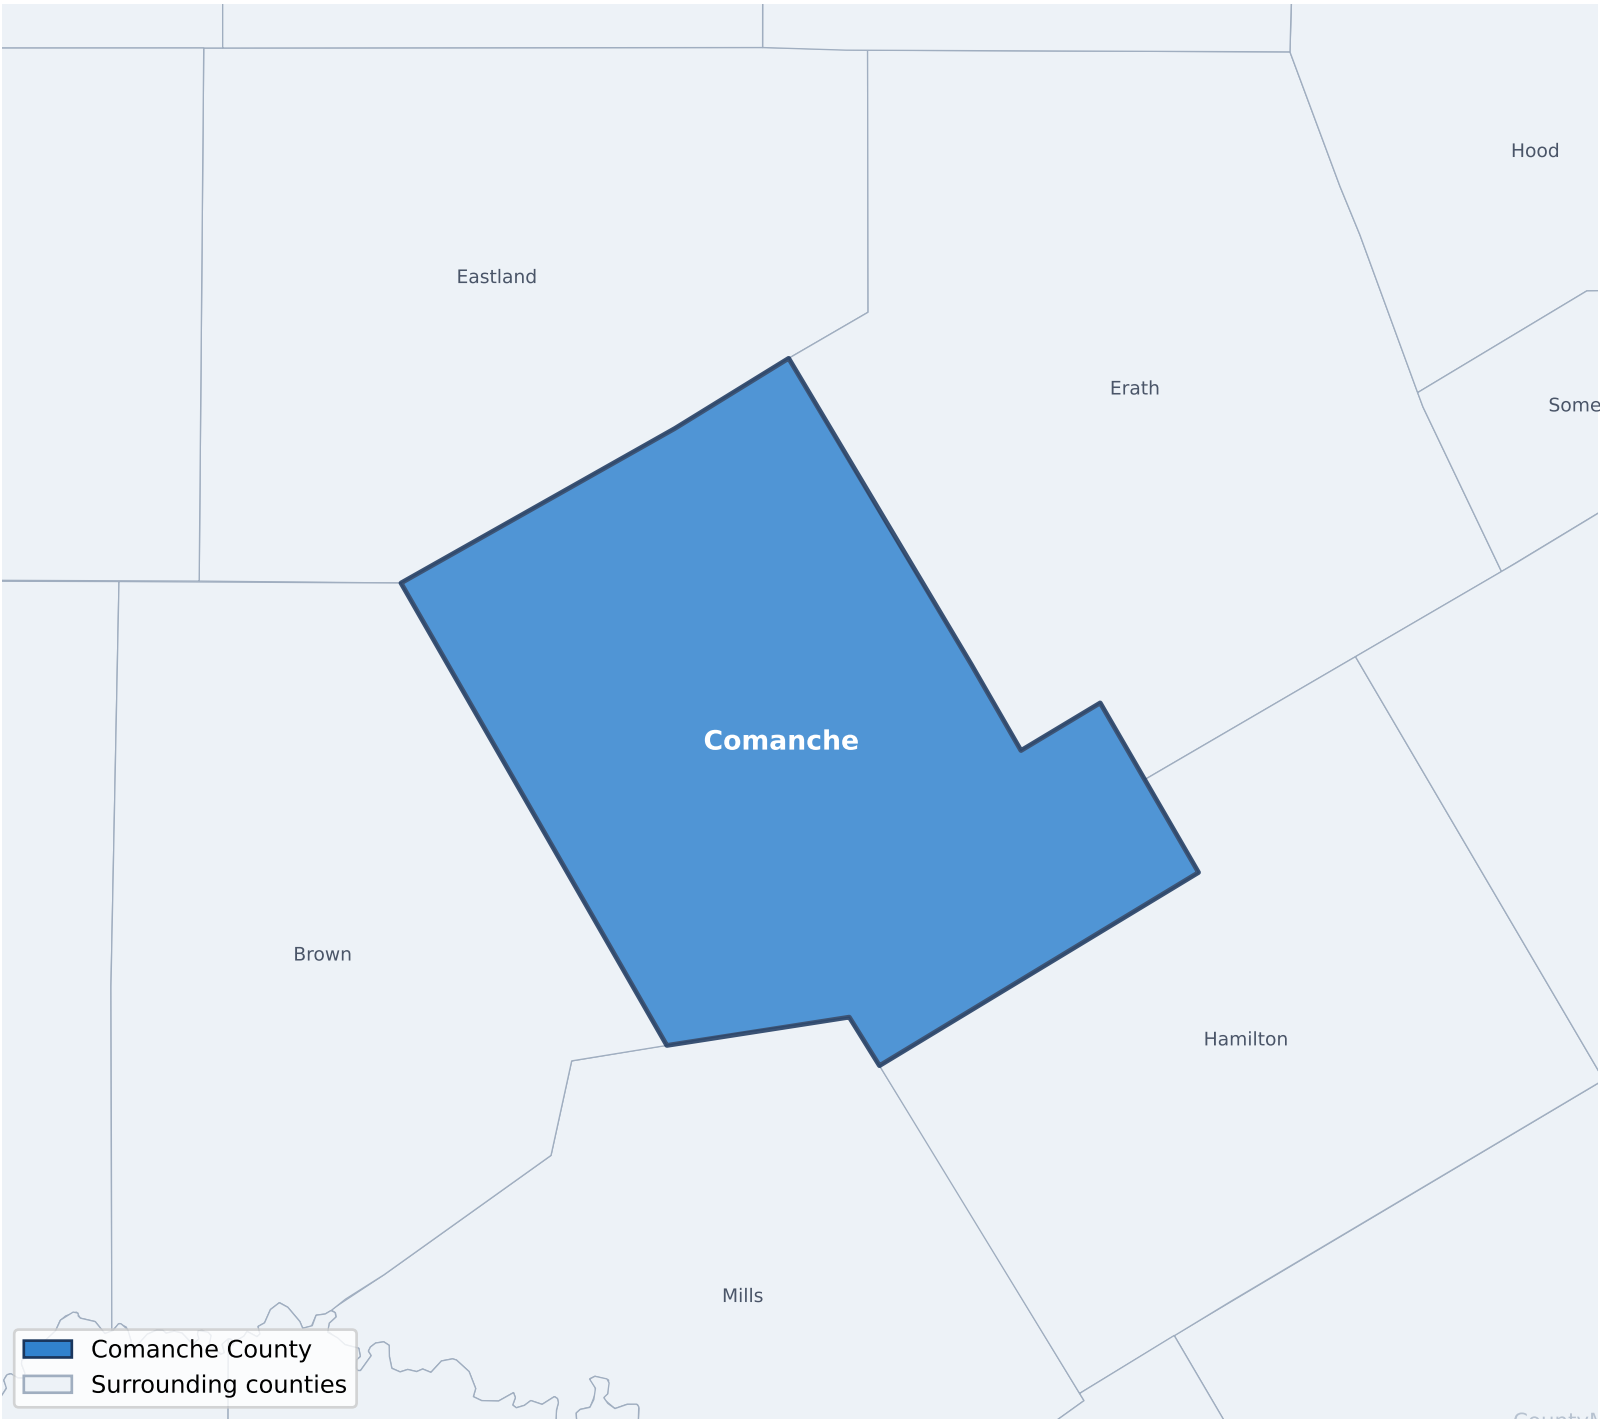 Hood
Eastland
Erath
Some
Comanche
Brown
Hamilton
Mills
Comanche County
Surrounding counties